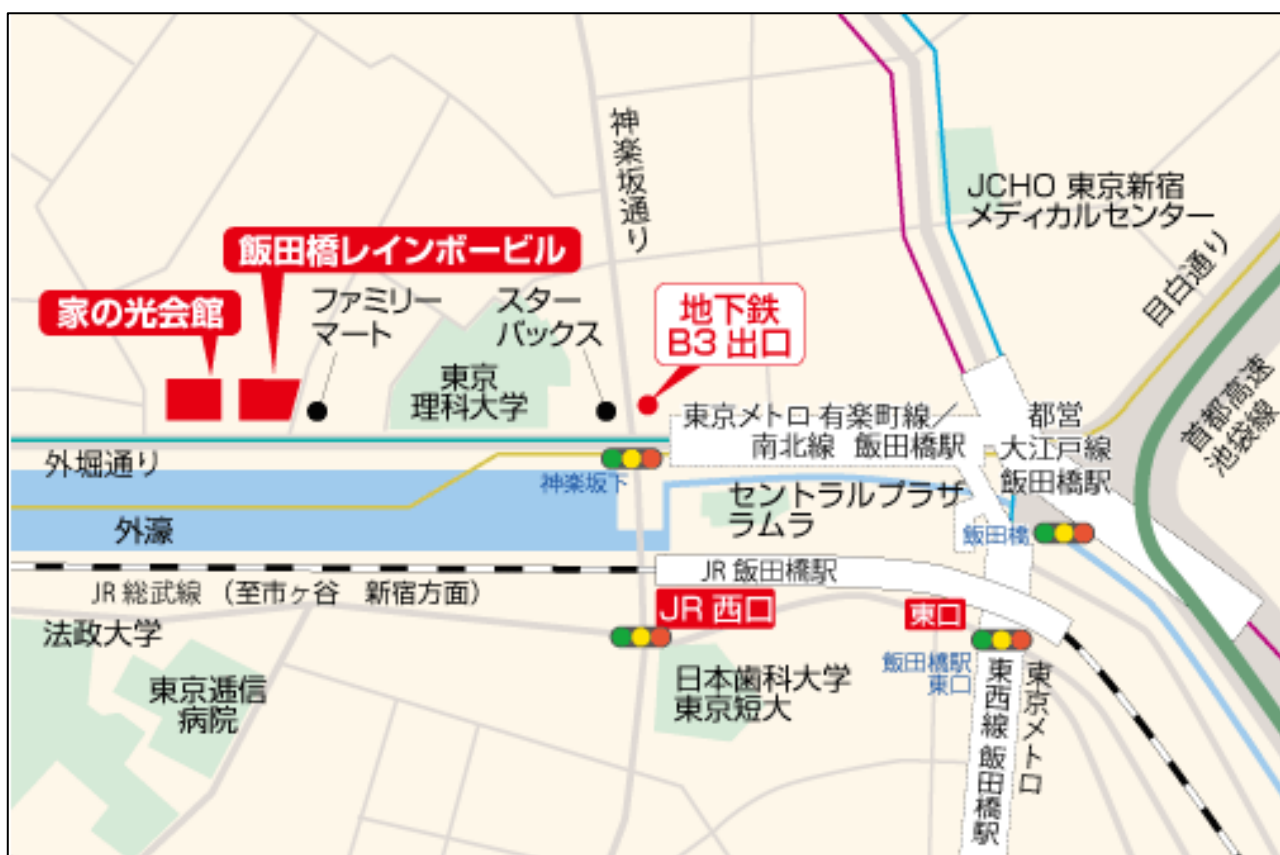 神楽坂通り
JCHO 東京新宿
メディカルセンター
目白通り
飯田橋レインボービル
家の光会館
ファミリー
マート
スター
バックス
地下鉄
B3 出口
東京
理科大学
首都高速
池袋線
東京メトロ 有楽町線／
南北線 飯田橋駅
都営
大江戸線
飯田橋駅
外堀通り
神楽坂下
セントラルプラザ
ラムラ
外濠
飯田橋
JR 飯田橋駅
JR 総武線 （至市ヶ谷 新宿方面）
JR 西口
東口
法政大学
飯田橋駅
東口
東京逓信
病院
日本歯科大学
東京短大
東京メトロ
東西線 飯田橋駅